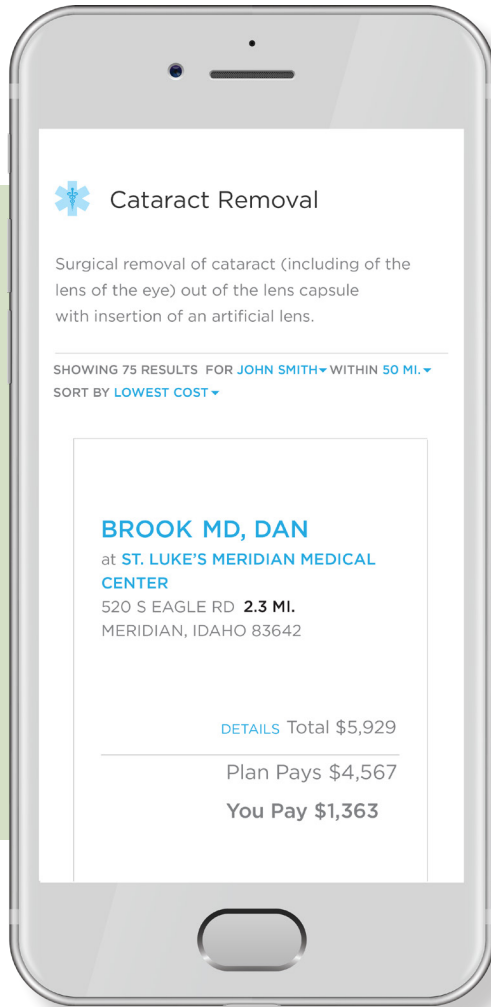 Cataract Removal
Surgical removal of cataract (including of the
lens of the eye) out of the lens capsule
with insertion of an artificial lens.
SHOWING 75 RESULTS FOR JOHN SMITH WITHIN 50 MI.
SORT BY LOWEST COST
BROOK MD, DAN
at ST. LUKE'S MERIDIAN MEDICAL
CENTER
520 S EAGLE RD 2.3 MI.
MERIDIAN, IDAHO 83642
DETAILS Total $5,929
Plan Pays $4,567
You Pay $1,363